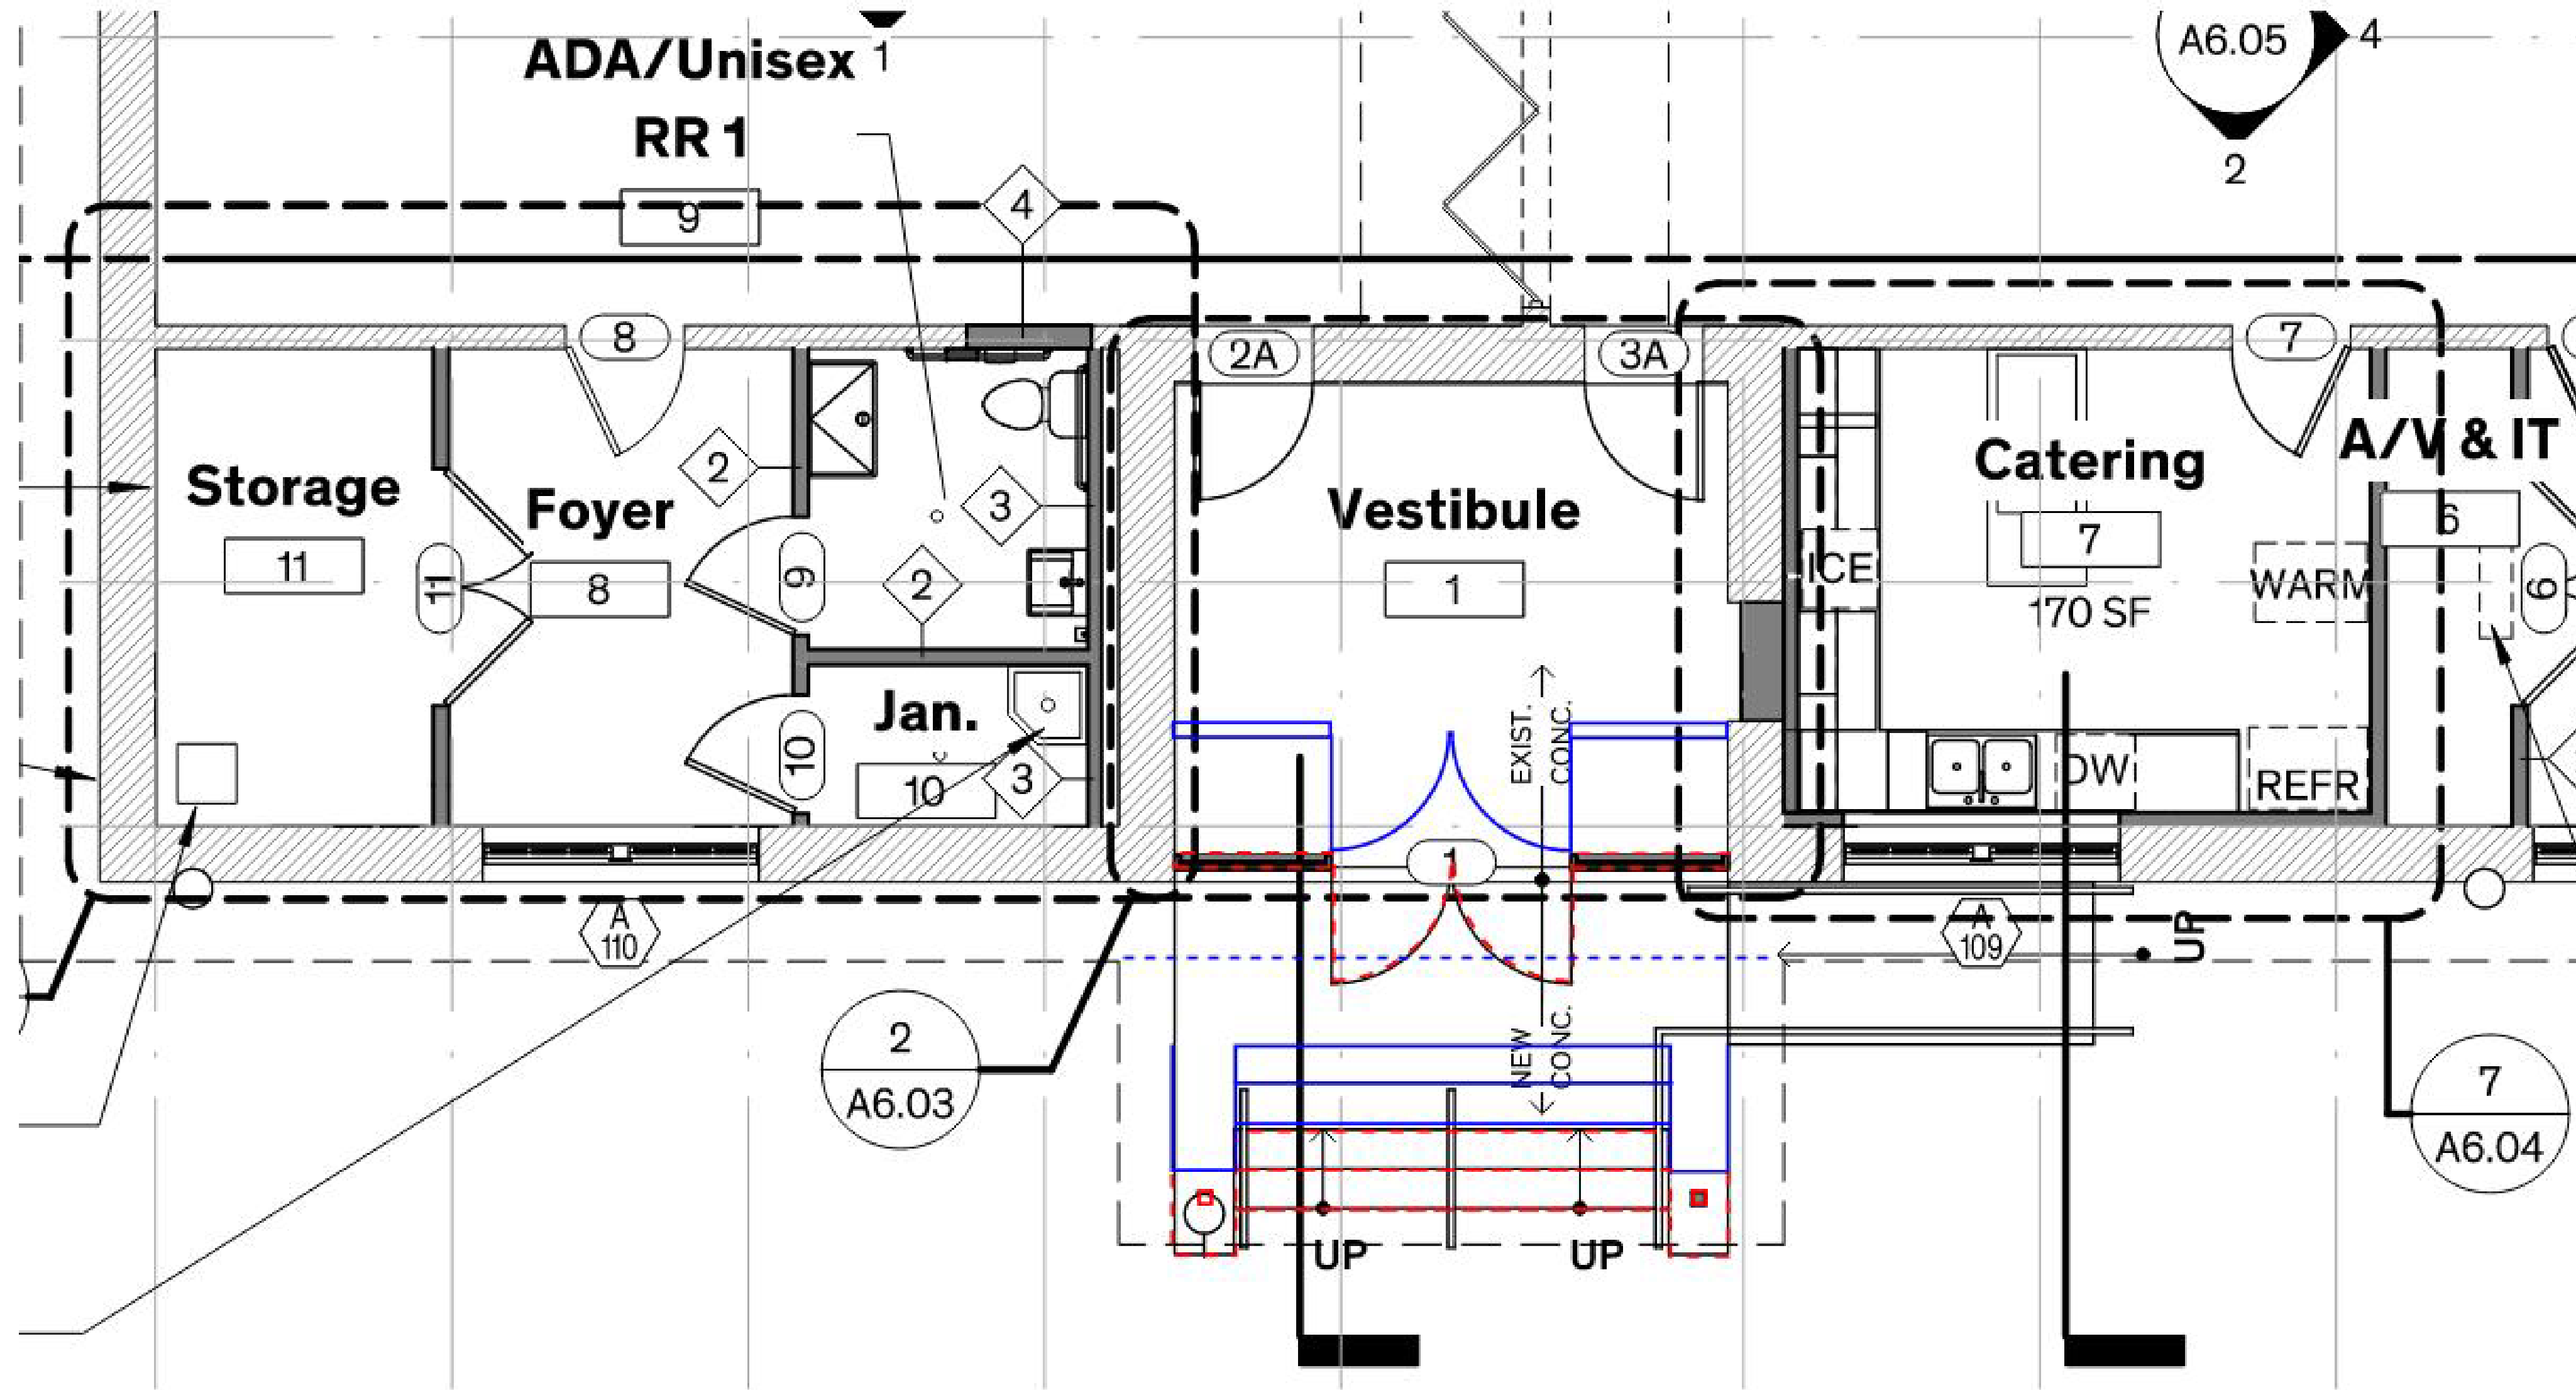 ADA/Unisex
RR 1
9
1
4
A6.05
4
2
8
2A
3A
7
Storage
11
Foyer
8
11
2
3
2
9
10
Jan.
10
3
Vestibule
1
EXIST.
CONC.
1
NEW
CONC.
ICE
Catering
7
170 SF
WARM
DW
REFR
A/V & IT
6
6
A
110
A
109
UP
2
A6.03
7
A6.04
UP
UP